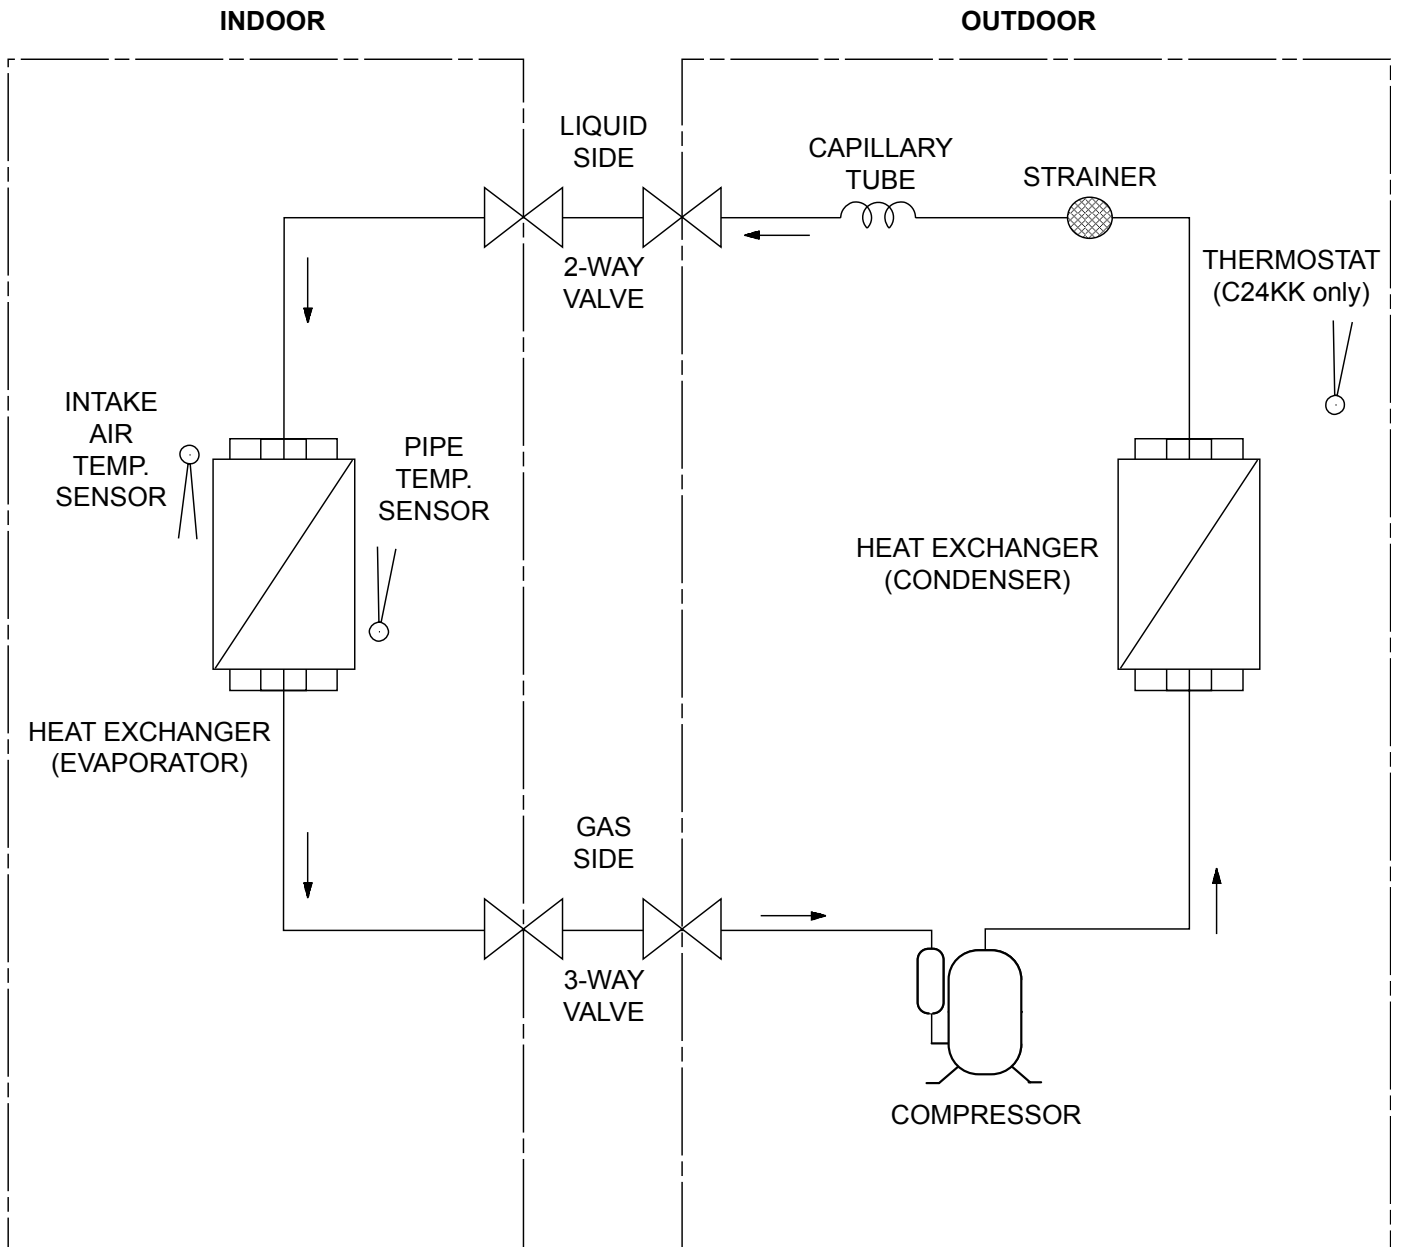 INDOOR
OUTDOOR
LIQUID
SIDE
CAPILLARY
TUBE
STRAINER
2-WAY
VALVE
THERMOSTAT
(C24KK only)
INTAKE
AIR
TEMP.
SENSOR
PIPE
TEMP.
SENSOR
HEAT EXCHANGER
(CONDENSER)
HEAT EXCHANGER
(EVAPORATOR)
GAS
SIDE
3-WAY
VALVE
COMPRESSOR